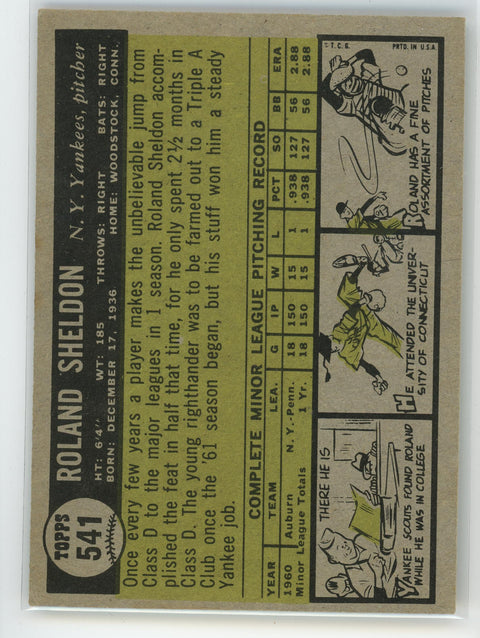 TOPPS
541
ROLAND SHELDON
N. Y. Yankees, pitcher
HT: 6'4" WT: 185 THROWS: RIGHT BATS: RIGHT
BORN: DECEMBER 17, 1936 HOME: WOODSTOCK, CONN.
Once every few years a player makes the unbelievable jump from
Class D to the major leagues in 1 season. Roland Sheldon accom-
plished the feat in half that time, for he only spent 2½ months in
Class D. The young righthander was to be farmed out to a Triple A
Club once the '61 season began, but his stuff won him a steady
Yankee job.
COMPLETE MINOR LEAGUE PITCHING RECORD
YEAR TEAM LEA. G IP W L PCT SO BB ERA
1960 Auburn N. Y.-Penn. 18 150 15 1 .938 127 56 2.88
Minor League Totals 1 Yr. 18 150 15 1 .938 127 56 2.88
THERE HE IS
YANKEE SCOUTS FOUND ROLAND
WHILE HE WAS IN COLLEGE
HE ATTENDED THE UNIVER-
SITY OF CONNECTICUT
ROLAND HAS A FINE
ASSORTMENT OF PITCHES
© T. C. G. PRTD. IN U.S.A.